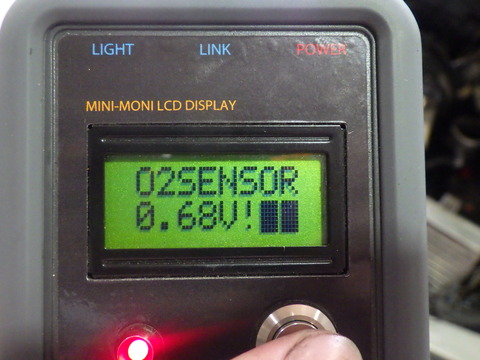 LIGHT LINK POWER
MINI-MONI LCD DISPLAY
O2SENSOR
0.68V!